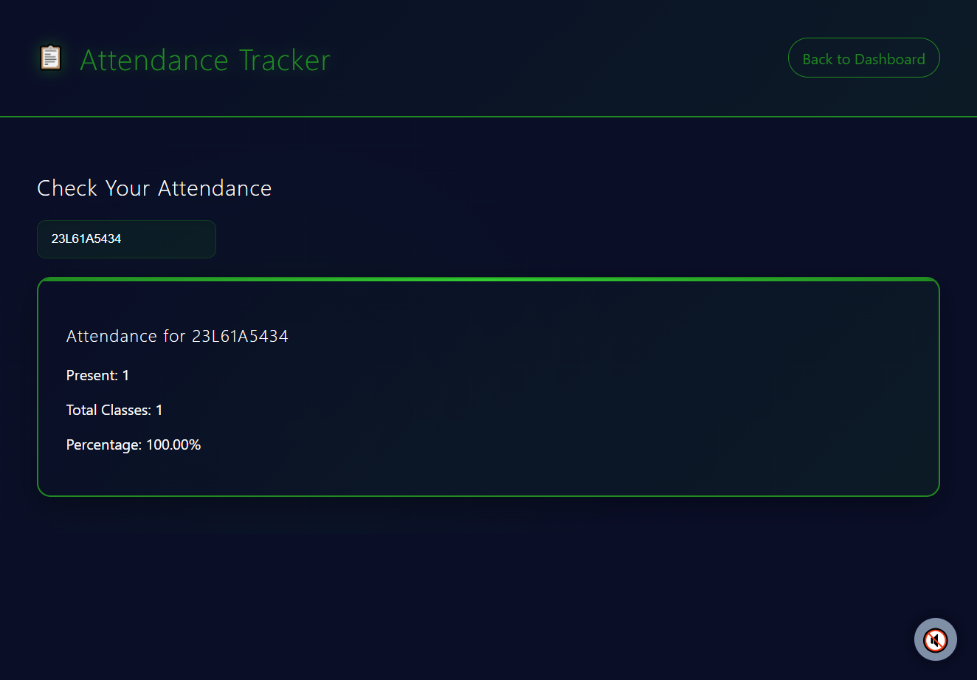 Attendance Tracker
Back to Dashboard
Check Your Attendance
23L61A5434
Attendance for 23L61A5434
Present: 1
Total Classes: 1
Percentage: 100.00%